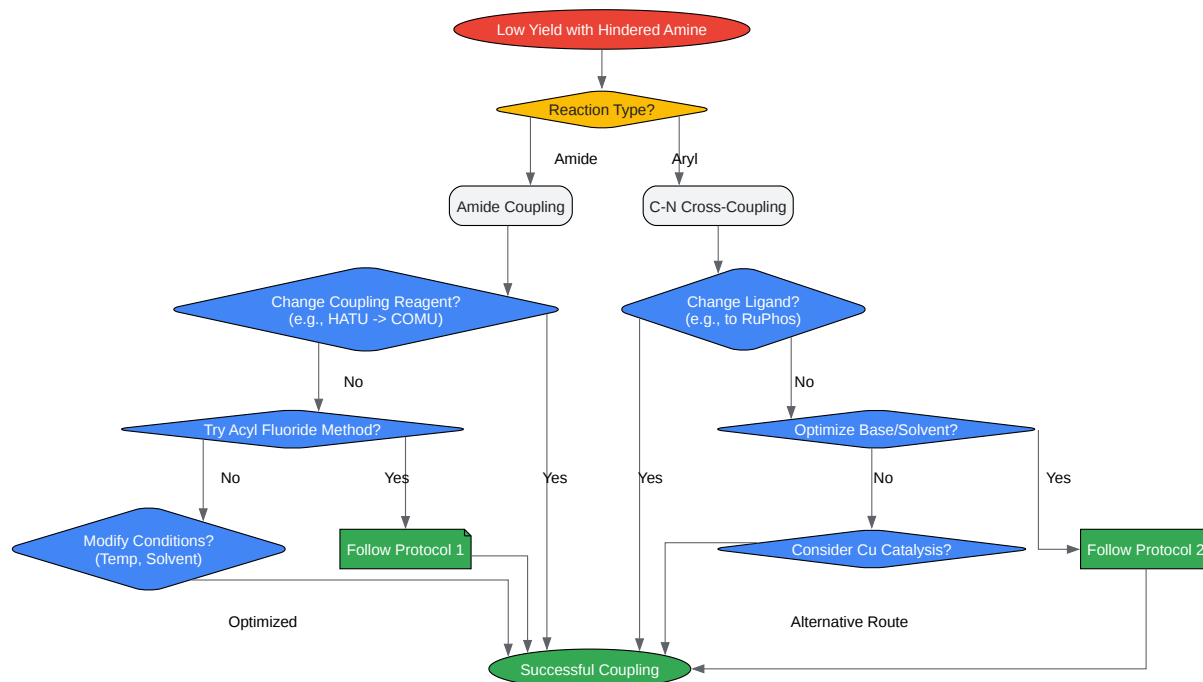 Low Yield with Hindered Amine
Reaction Type?
Amide
Aryl
Amide Coupling
C-N Cross-Coupling
Change Coupling Reagent?
(e.g., HATU -> COMU)
Change Ligand?
(e.g., to RuPhos)
No
No
Try Acyl Fluoride Method?
Optimize Base/Solvent?
No
Yes
Yes
Yes
No
Yes
Modify Conditions?
(Temp, Solvent)
Follow Protocol 1
Consider Cu Catalysis?
Follow Protocol 2
Optimized
Alternative Route
Successful Coupling